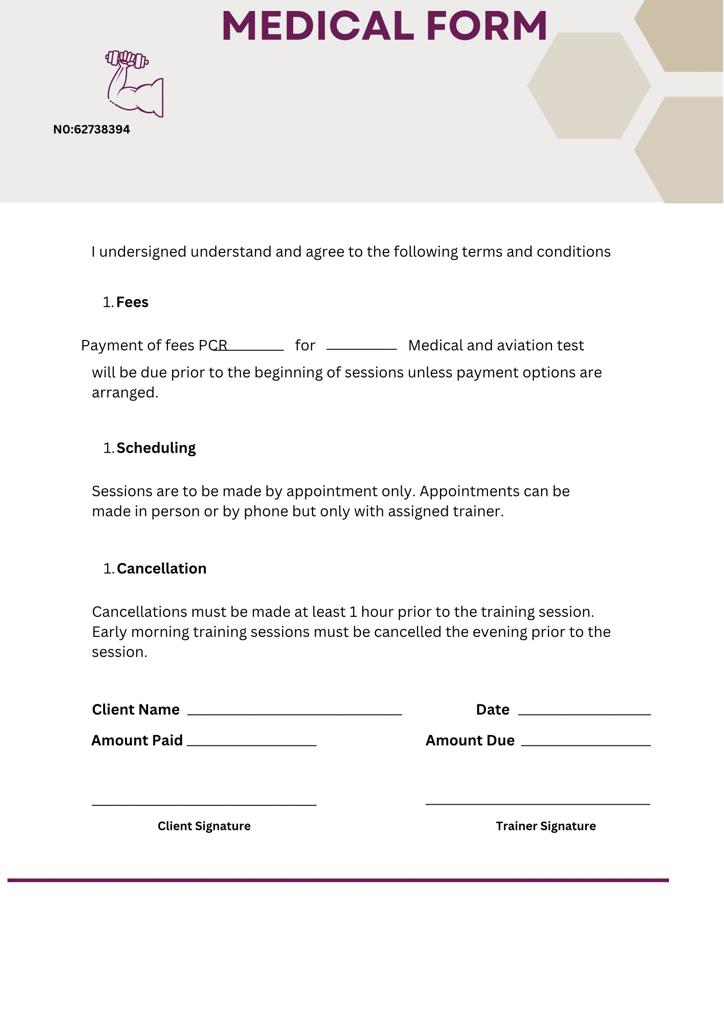 MEDICAL FORM
NO:62738394
I undersigned understand and agree to the following terms and conditions
1. Fees
Payment of fees PCR________ for ________ Medical and aviation test
will be due prior to the beginning of sessions unless payment options are
arranged.
1. Scheduling
Sessions are to be made by appointment only. Appointments can be
made in person or by phone but only with assigned trainer.
1. Cancellation
Cancellations must be made at least 1 hour prior to the training session.
Early morning training sessions must be cancelled the evening prior to the
session.
Client Name ________ Date ________
Amount Paid ________ Amount Due ________
Client Signature Trainer Signature